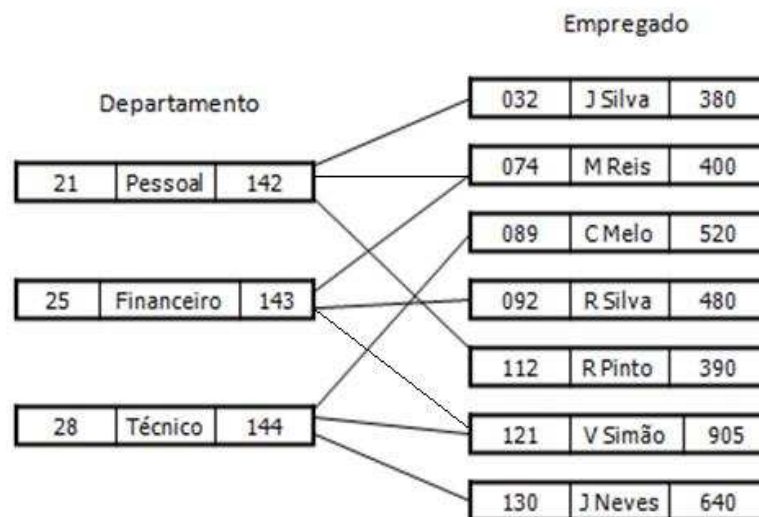 Empregado
Departamento
032 J Silva 380
074 M Reis 400
089 C Melo 520
092 R Silva 480
112 R Pinto 390
121 V Simão 905
130 J Neves 640
21 Pessoal 142
25 Financeiro 143
28 Técnico 144